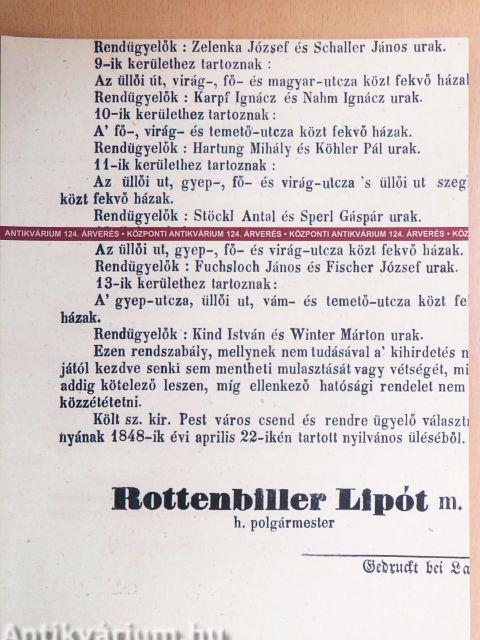 Rendügyelők : Zelenka József és Schaller János urak.
9-ik kerülethez tartoznak :
Az üllői út, virág-, fő- és magyar-utcza közt fekvő házak
Rendügyelők : Karpf Ignácz és Nahm Ignácz urak.
10-ik kerülethez tartoznak :
A' fő-, virág- és temető-utcza közt fekvő házak.
Rendügyelők : Hartung Mihály és Köhler Pál urak.
11-ik kerülethez tartoznak :
Az üllői ut, gyep-, fő- és virág-utcza 's üllői ut szeg
közt fekvő házak.
Rendügyelők : Stöckl Antal és Sperl Gáspár urak.
ANTIKVÁRIUM 124. ÁRVERÉS • KÖZPONTI ANTIKVÁRIUM 124. ÁRVERÉS • KÖZPONTI ANTIKVÁRIUM 124. ÁRVERÉS • KÖZ
Az üllői ut, gyep-, fő- és virág-utcza közt fekvő házak.
Rendügyelők : Fuchsloch János és Fischer József urak.
13-ik kerülethez tartoznak:
A' gyep-utcza, üllői ut, vám- és temető-utcza közt fe
házak.
Rendügyelők : Kind István és Winter Márton urak.
Ezen rendszabály, mellynek nem tudásával a' kihirdetés n
jától kezdve senki sem mentheti mulasztását vagy vétségét, mi
addig kötelező leszen, míg ellenkező hatósági rendelet nem
közzététetni.
Költ sz. kir. Pest város csend és rendre ügyelő választ
nyának 1848-ik évi aprilis 22-ikén tartott nyilvános üléséből.
Rottenbiller Lipót m.
h. polgármester
Gedruckt bei La
Antikvárium.hu